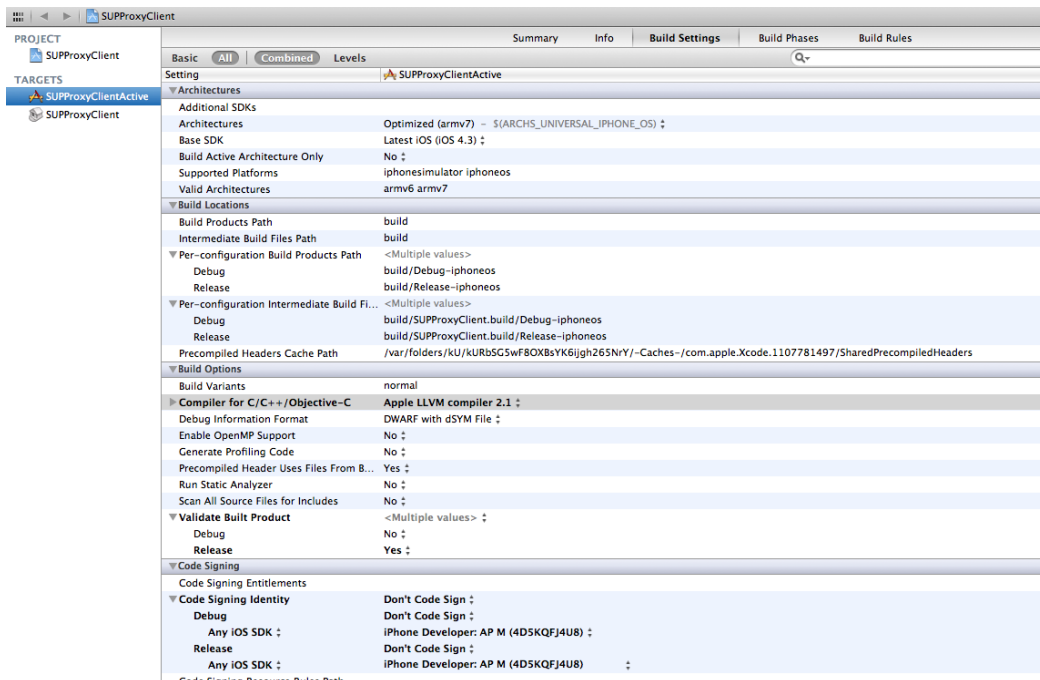 SUPProxyClient
PROJECT
SUPProxyClient
TARGETS
SUPProxyClientActive
SUPProxyClient
Summary Info Build Settings Build Phases Build Rules
Basic All Combined Levels
Setting SUPProxyClientActive
Architectures
Additional SDKs
Architectures Optimized (armv7) - $(ARCHS_UNIVERSAL_IPHONE_OS)
Base SDK Latest iOS (iOS 4.3)
Build Active Architecture Only No
Supported Platforms iphonesimulator iphoneos
Valid Architectures armv6 armv7
Build Locations
Build Products Path build
Intermediate Build Files Path build
Per-configuration Build Products Path <Multiple values>
Debug build/Debug-iphoneos
Release build/Release-iphoneos
Per-configuration Intermediate Build Fi... <Multiple values>
Debug build/SUPProxyClient.build/Debug-iphoneos
Release build/SUPProxyClient.build/Release-iphoneos
Precompiled Headers Cache Path /var/folders/kU/kURbSG5wF8OXBsYK6ijgh265NrY/-Caches-/com.apple.Xcode.1107781497/SharedPrecompiledHeaders
Build Options
Build Variants normal
Compiler for C/C++/Objective-C Apple LLVM compiler 2.1
Debug Information Format DWARF with dSYM File
Enable OpenMP Support No
Generate Profiling Code No
Precompiled Header Uses Files From B... Yes
Run Static Analyzer No
Scan All Source Files for Includes No
Validate Built Product <Multiple values>
Debug No
Release Yes
Code Signing
Code Signing Entitlements
Code Signing Identity Don't Code Sign
Debug Don't Code Sign
Any iOS SDK iPhone Developer: AP M (4D5KQFJ4U8)
Release Don't Code Sign
Any iOS SDK iPhone Developer: AP M (4D5KQFJ4U8)
Code Signing Resource Rules Path